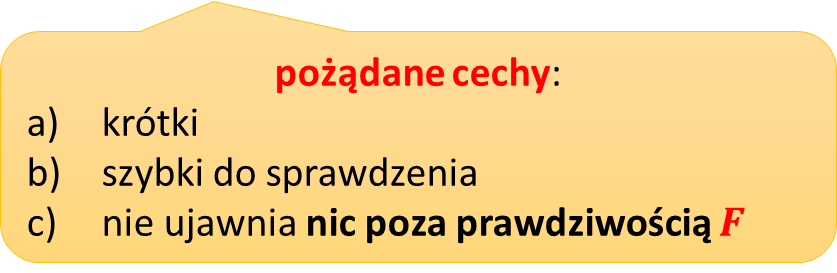 pożądane cechy:
a) krótki
b) szybki do sprawdzenia
c) nie ujawnia nic poza prawdziwością F